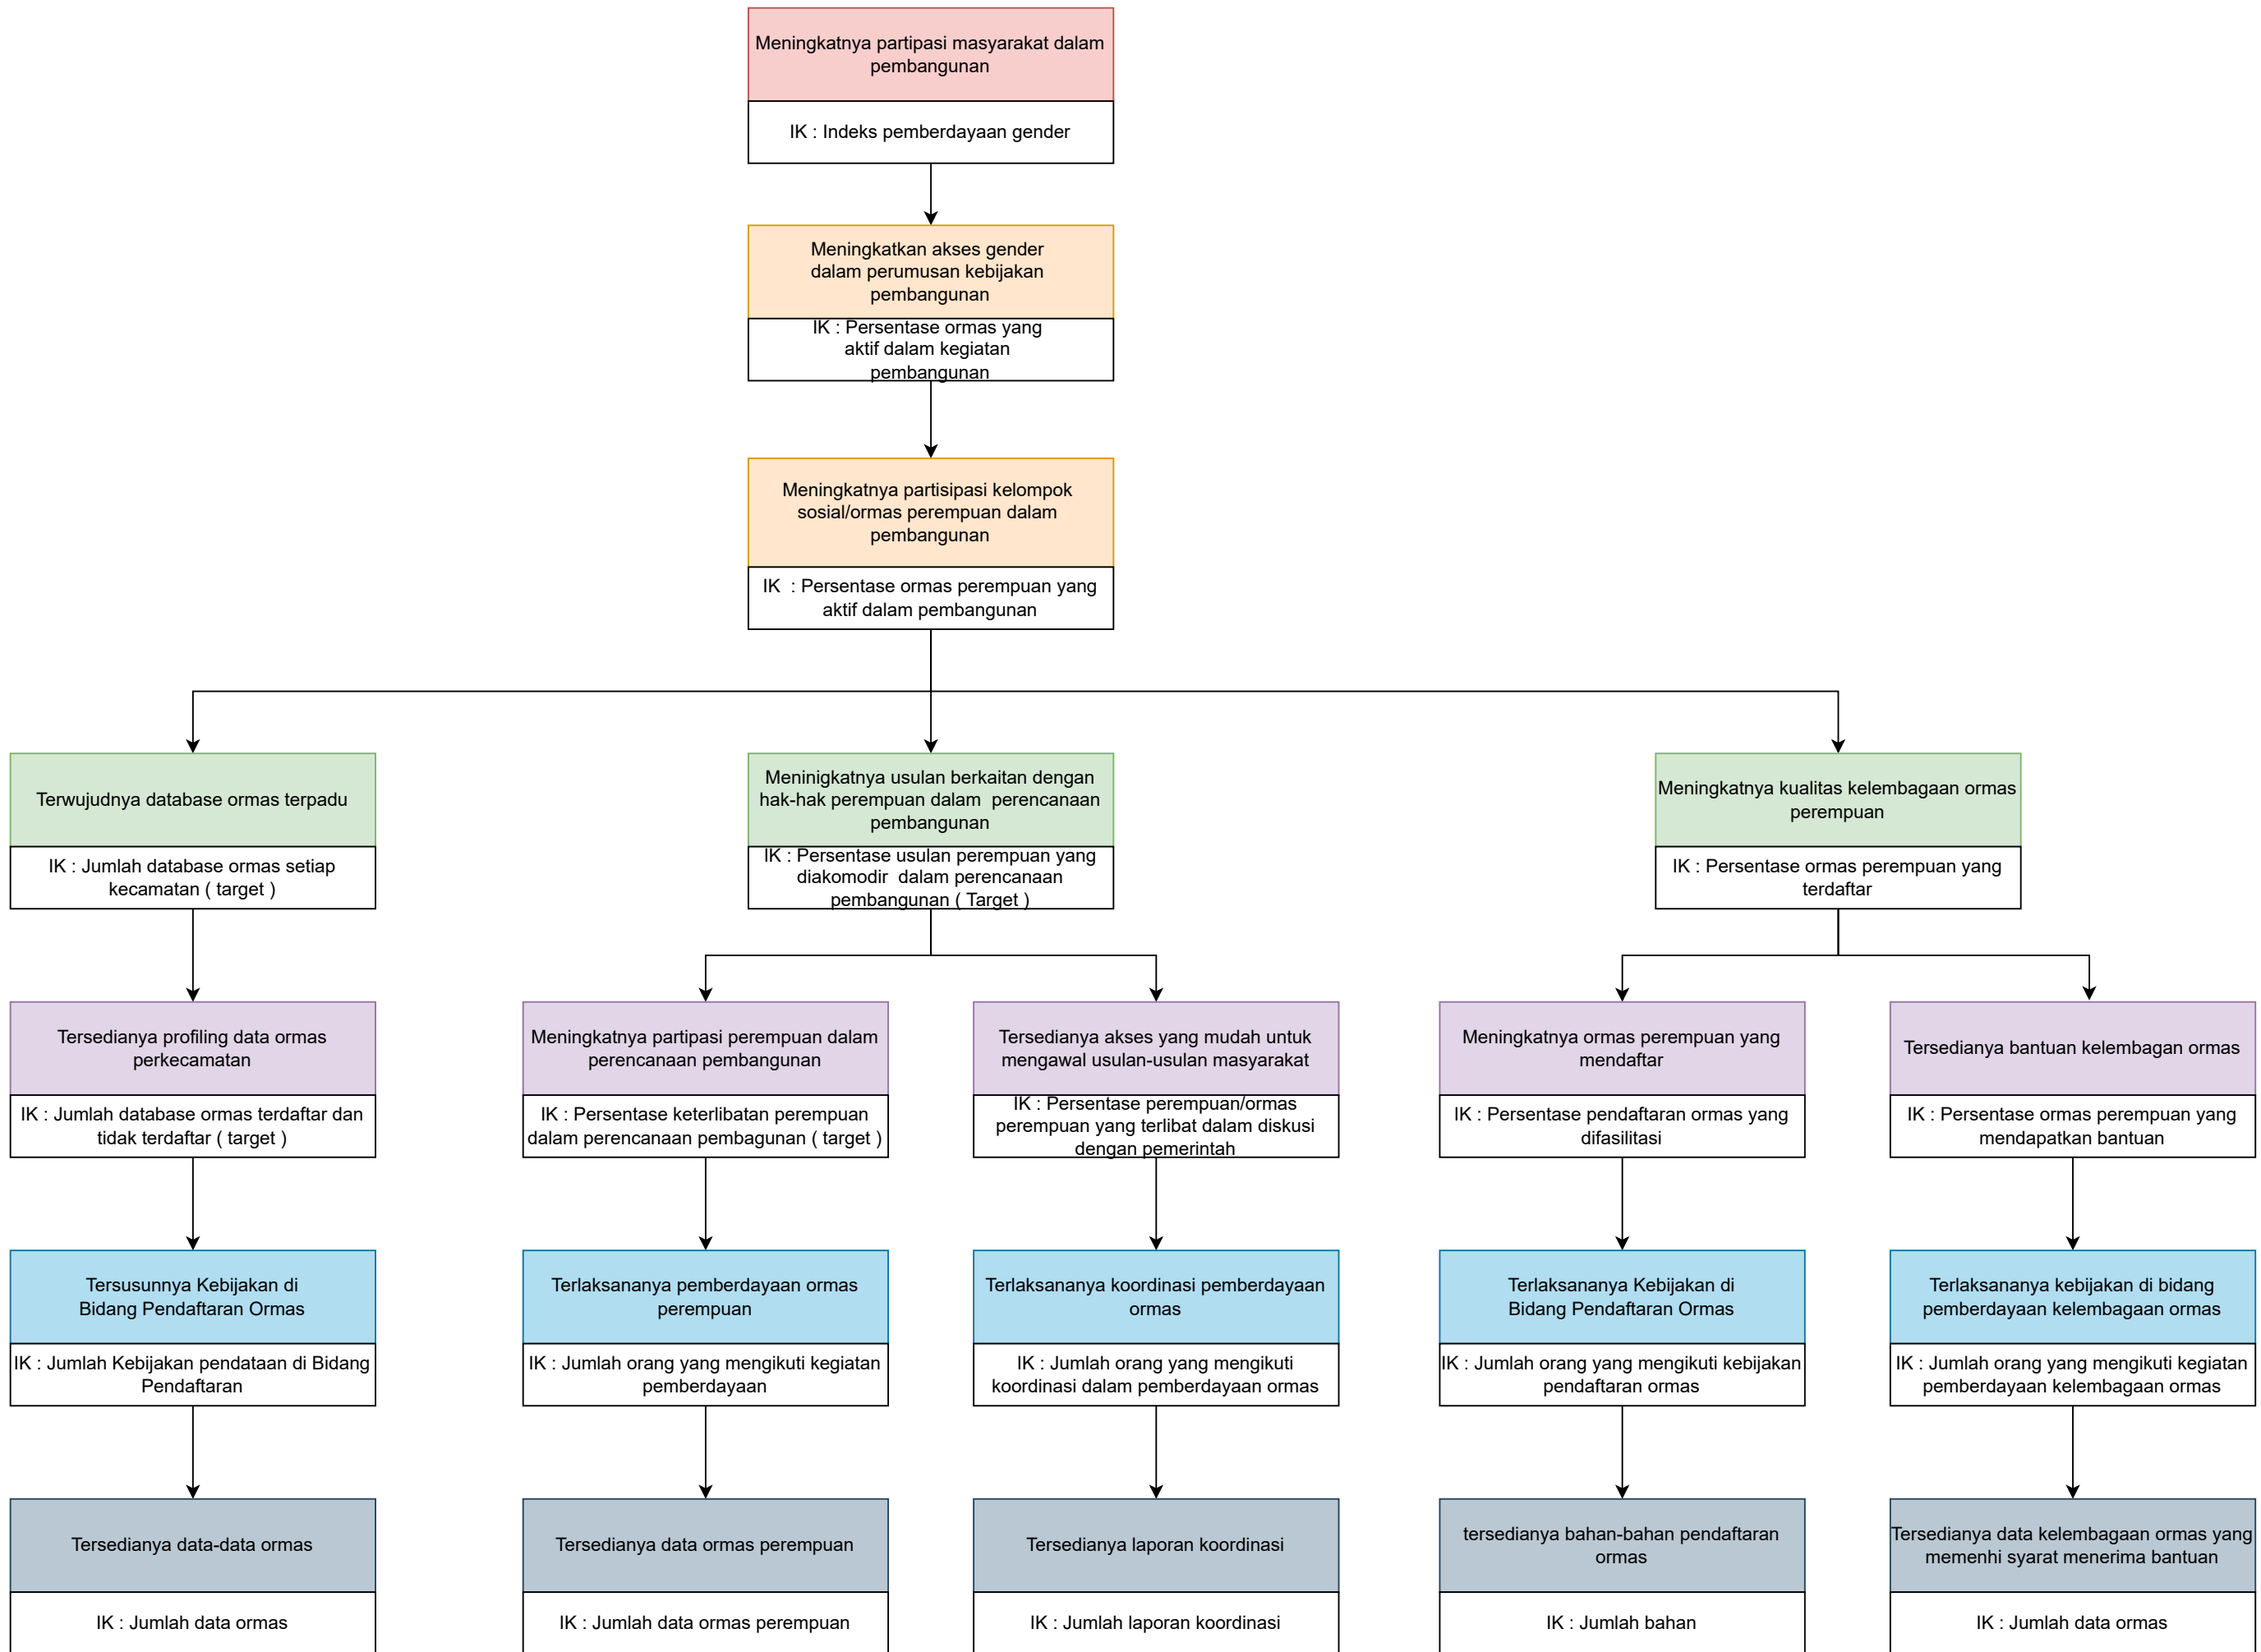 Meningkatnya partipasi masyarakat dalam
pembangunan
IK : Indeks pemberdayaan gender
Meningkatkan akses gender
dalam perumusan kebijakan
pembangunan
IK : Persentase ormas yang
aktif dalam kegiatan
pembangunan
Meningkatnya partisipasi kelompok
sosial/ormas perempuan dalam
pembangunan
IK : Persentase ormas perempuan yang
aktif dalam pembangunan
Terwujudnya database ormas terpadu
IK : Jumlah database ormas setiap
kecamatan ( target )
Meninigkatnya usulan berkaitan dengan
hak-hak perempuan dalam perencanaan
pembangunan
IK : Persentase usulan perempuan yang
diakomodir dalam perencanaan
pembangunan ( Target )
Meningkatnya kualitas kelembagaan ormas
perempuan
IK : Persentase ormas perempuan yang
terdaftar
Tersedianya profiling data ormas
perkecamatan
IK : Jumlah database ormas terdaftar dan
tidak terdaftar ( target )
Meningkatnya partipasi perempuan dalam
perencanaan pembangunan
IK : Persentase keterlibatan perempuan
dalam perencanaan pembagunan ( target )
Tersedianya akses yang mudah untuk
mengawal usulan-usulan masyarakat
IK : Persentase perempuan/ormas
perempuan yang terlibat dalam diskusi
dengan pemerintah
Meningkatnya ormas perempuan yang
mendaftar
IK : Persentase pendaftaran ormas yang
difasilitasi
Tersedianya bantuan kelembagan ormas
IK : Persentase ormas perempuan yang
mendapatkan bantuan
Tersusunnya Kebijakan di
Bidang Pendaftaran Ormas
IK : Jumlah Kebijakan pendataan di Bidang
Pendaftaran
Terlaksananya pemberdayaan ormas
perempuan
IK : Jumlah orang yang mengikuti kegiatan
pemberdayaan
Terlaksananya koordinasi pemberdayaan
ormas
IK : Jumlah orang yang mengikuti
koordinasi dalam pemberdayaan ormas
Terlaksananya Kebijakan di
Bidang Pendaftaran Ormas
IK : Jumlah orang yang mengikuti kebijakan
pendaftaran ormas
Terlaksananya kebijakan di bidang
pemberdayaan kelembagaan ormas
IK : Jumlah orang yang mengikuti kegiatan
pemberdayaan kelembagaan ormas
Tersedianya data-data ormas
IK : Jumlah data ormas
Tersedianya data ormas perempuan
IK : Jumlah data ormas perempuan
Tersedianya laporan koordinasi
IK : Jumlah laporan koordinasi
tersedianya bahan-bahan pendaftaran
ormas
IK : Jumlah bahan
Tersedianya data kelembagaan ormas yang
memenhi syarat menerima bantuan
IK : Jumlah data ormas